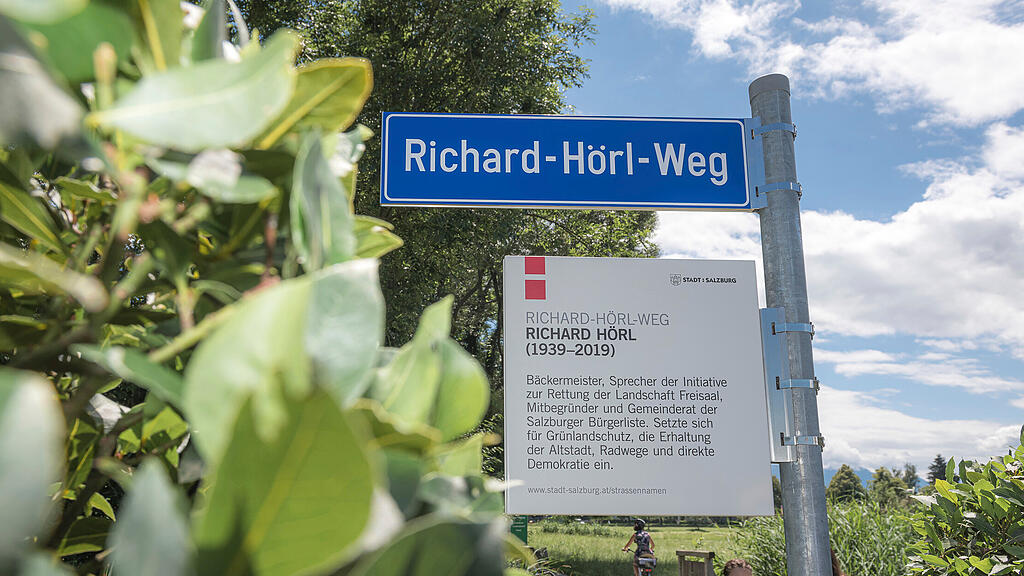 Richard-Hörl-Weg
STADT : SALZBURG
RICHARD-HÖRL-WEG
RICHARD HÖRL
(1939–2019)
Bäckermeister, Sprecher der Initiative
zur Rettung der Landschaft Freisaal,
Mitbegründer und Gemeinderat der
Salzburger Bürgerliste. Setzte sich
für Grünlandschutz, die Erhaltung
der Altstadt, Radwege und direkte
Demokratie ein.
www.stadt-salzburg.at/strassennamen